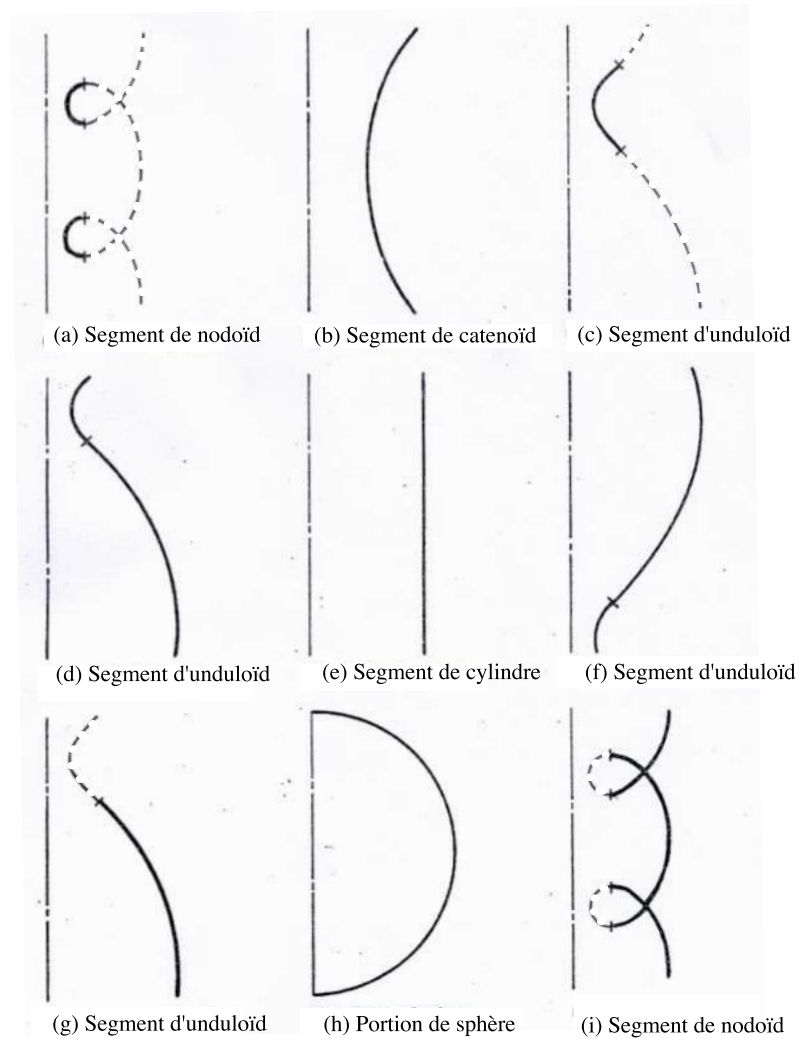 (a) Segment de nodoïd
(b) Segment de catenoïd
(c) Segment d'unduloïd
(d) Segment d'unduloïd
(e) Segment de cylindre
(f) Segment d'unduloïd
(g) Segment d'unduloïd
(h) Portion de sphère
(i) Segment de nodoïd